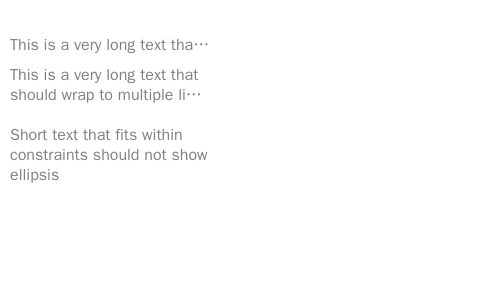 This is a very long text tha⋯
This is a very long text that
should wrap to multiple li⋯
Short text that fits within
constraints should not show
ellipsis